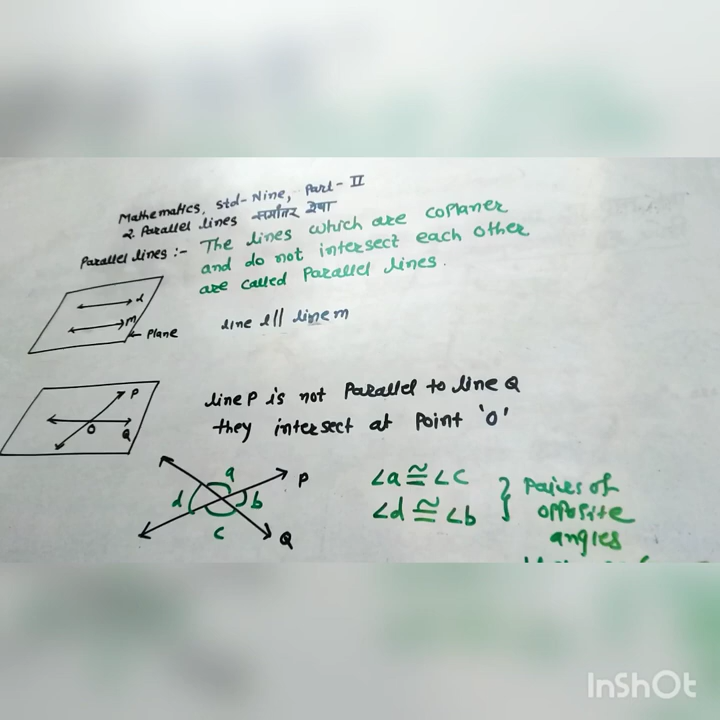 Mathematics, Std-Nine, Part-II
2. Parallel lines समांतर रेषा
Parallel lines :- The lines which are coplaner
and do not intersect each other
are called Parallel lines.
l
m
Plane
line l || line m
P
O
Q
line P is not Parallel to line Q
they intersect at Point 'O'
a
P
d
b
c
Q
∠a ≅ ∠c
∠d ≅ ∠b
Paires of
opposite
angles
InShOt